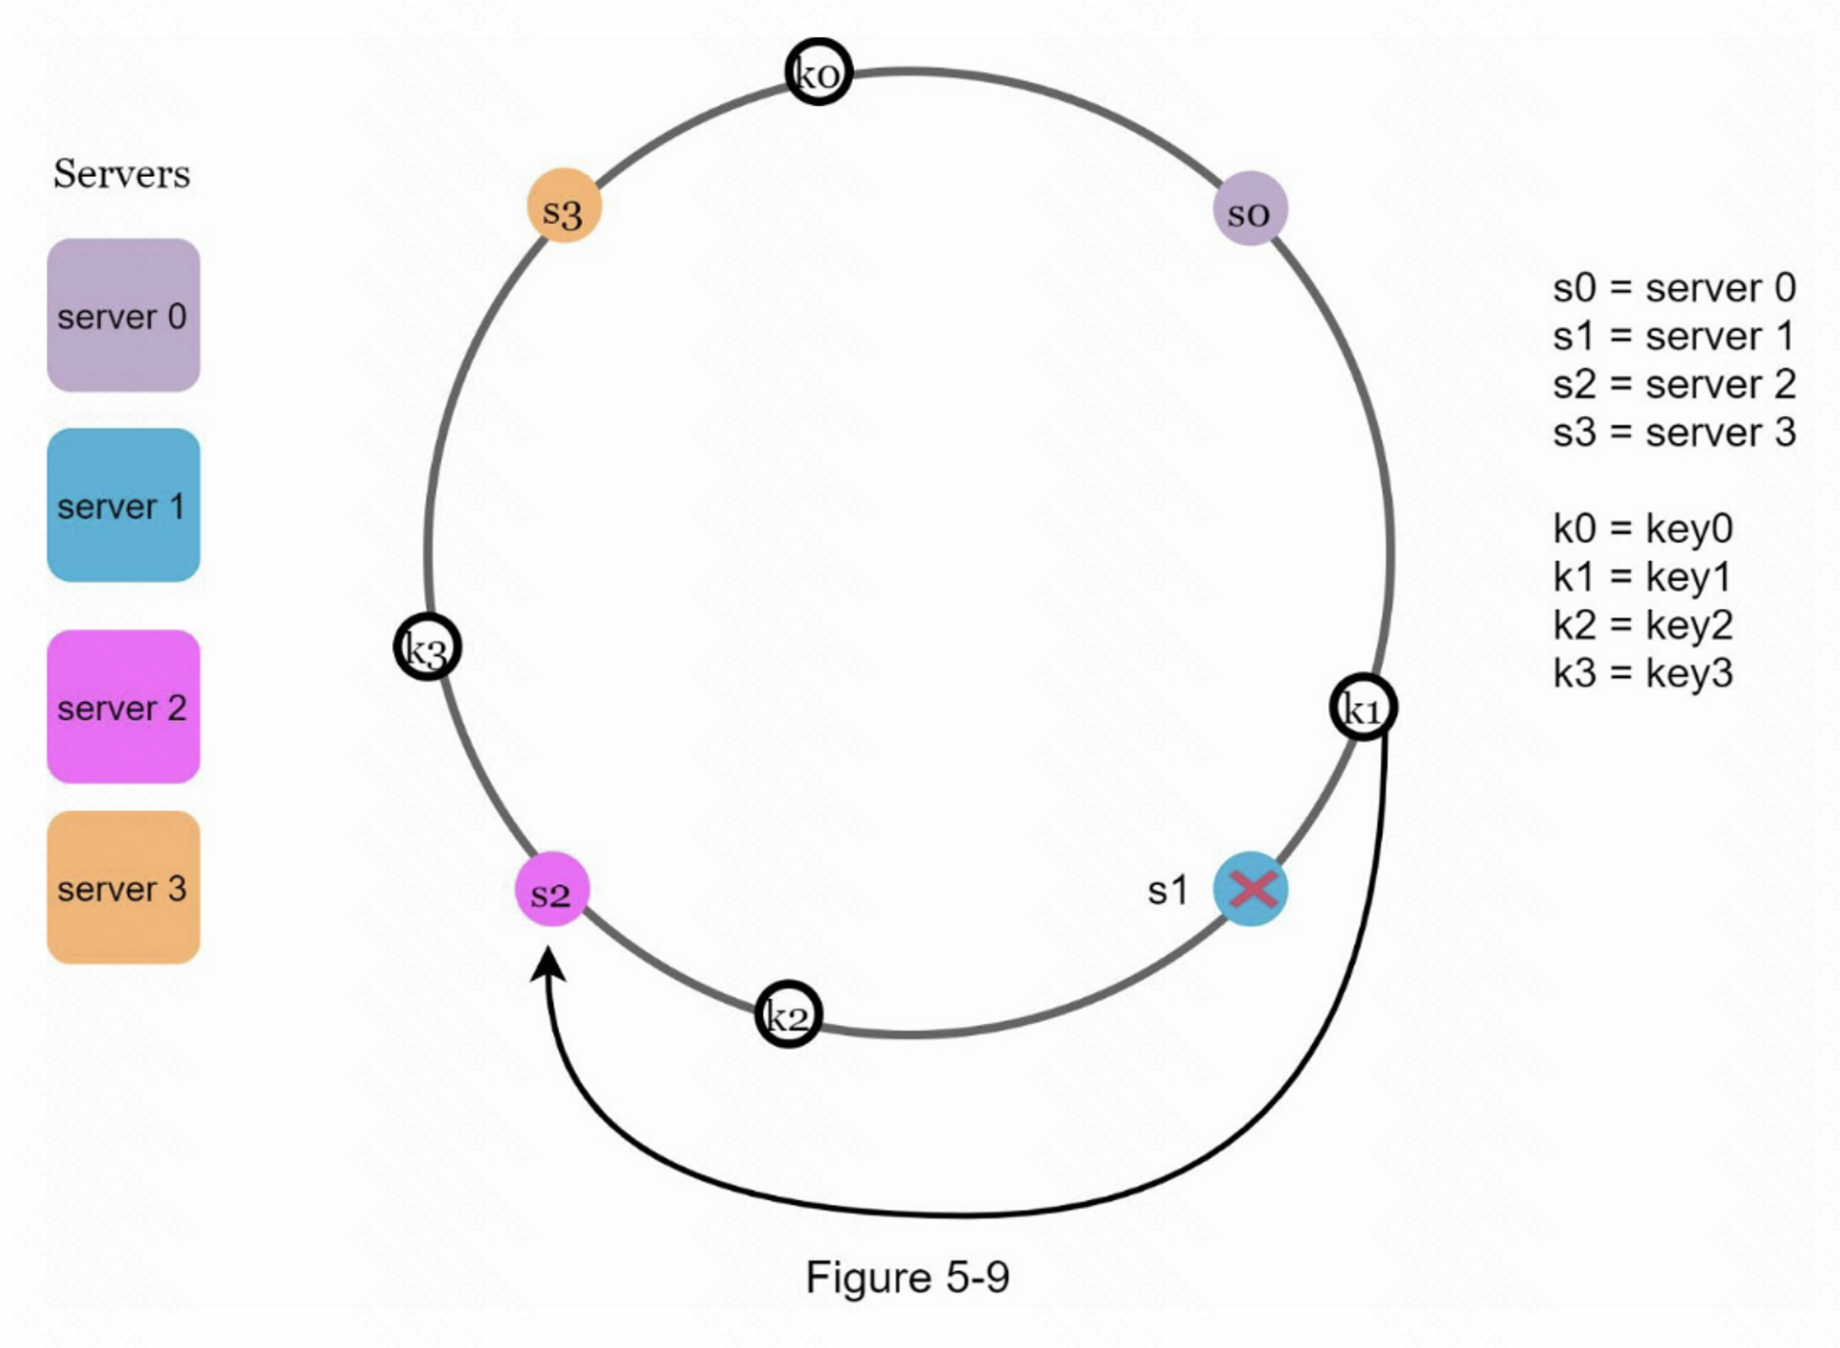 Servers
server 0
server 1
server 2
server 3
k0
s3
s0
k3
k1
s2
s1
k2
s0 = server 0
s1 = server 1
s2 = server 2
s3 = server 3
k0 = key0
k1 = key1
k2 = key2
k3 = key3
Figure 5-9